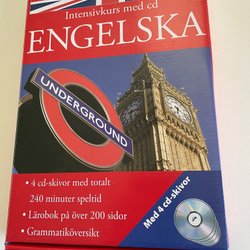 Intensivkurs med cd
ENGELSKA
UNDERGROUND
• 4 cd-skivor med totalt
240 minuter speltid
• Lärobok på över 200 sidor
• Grammatiköversikt
Med 4 cd-skivor